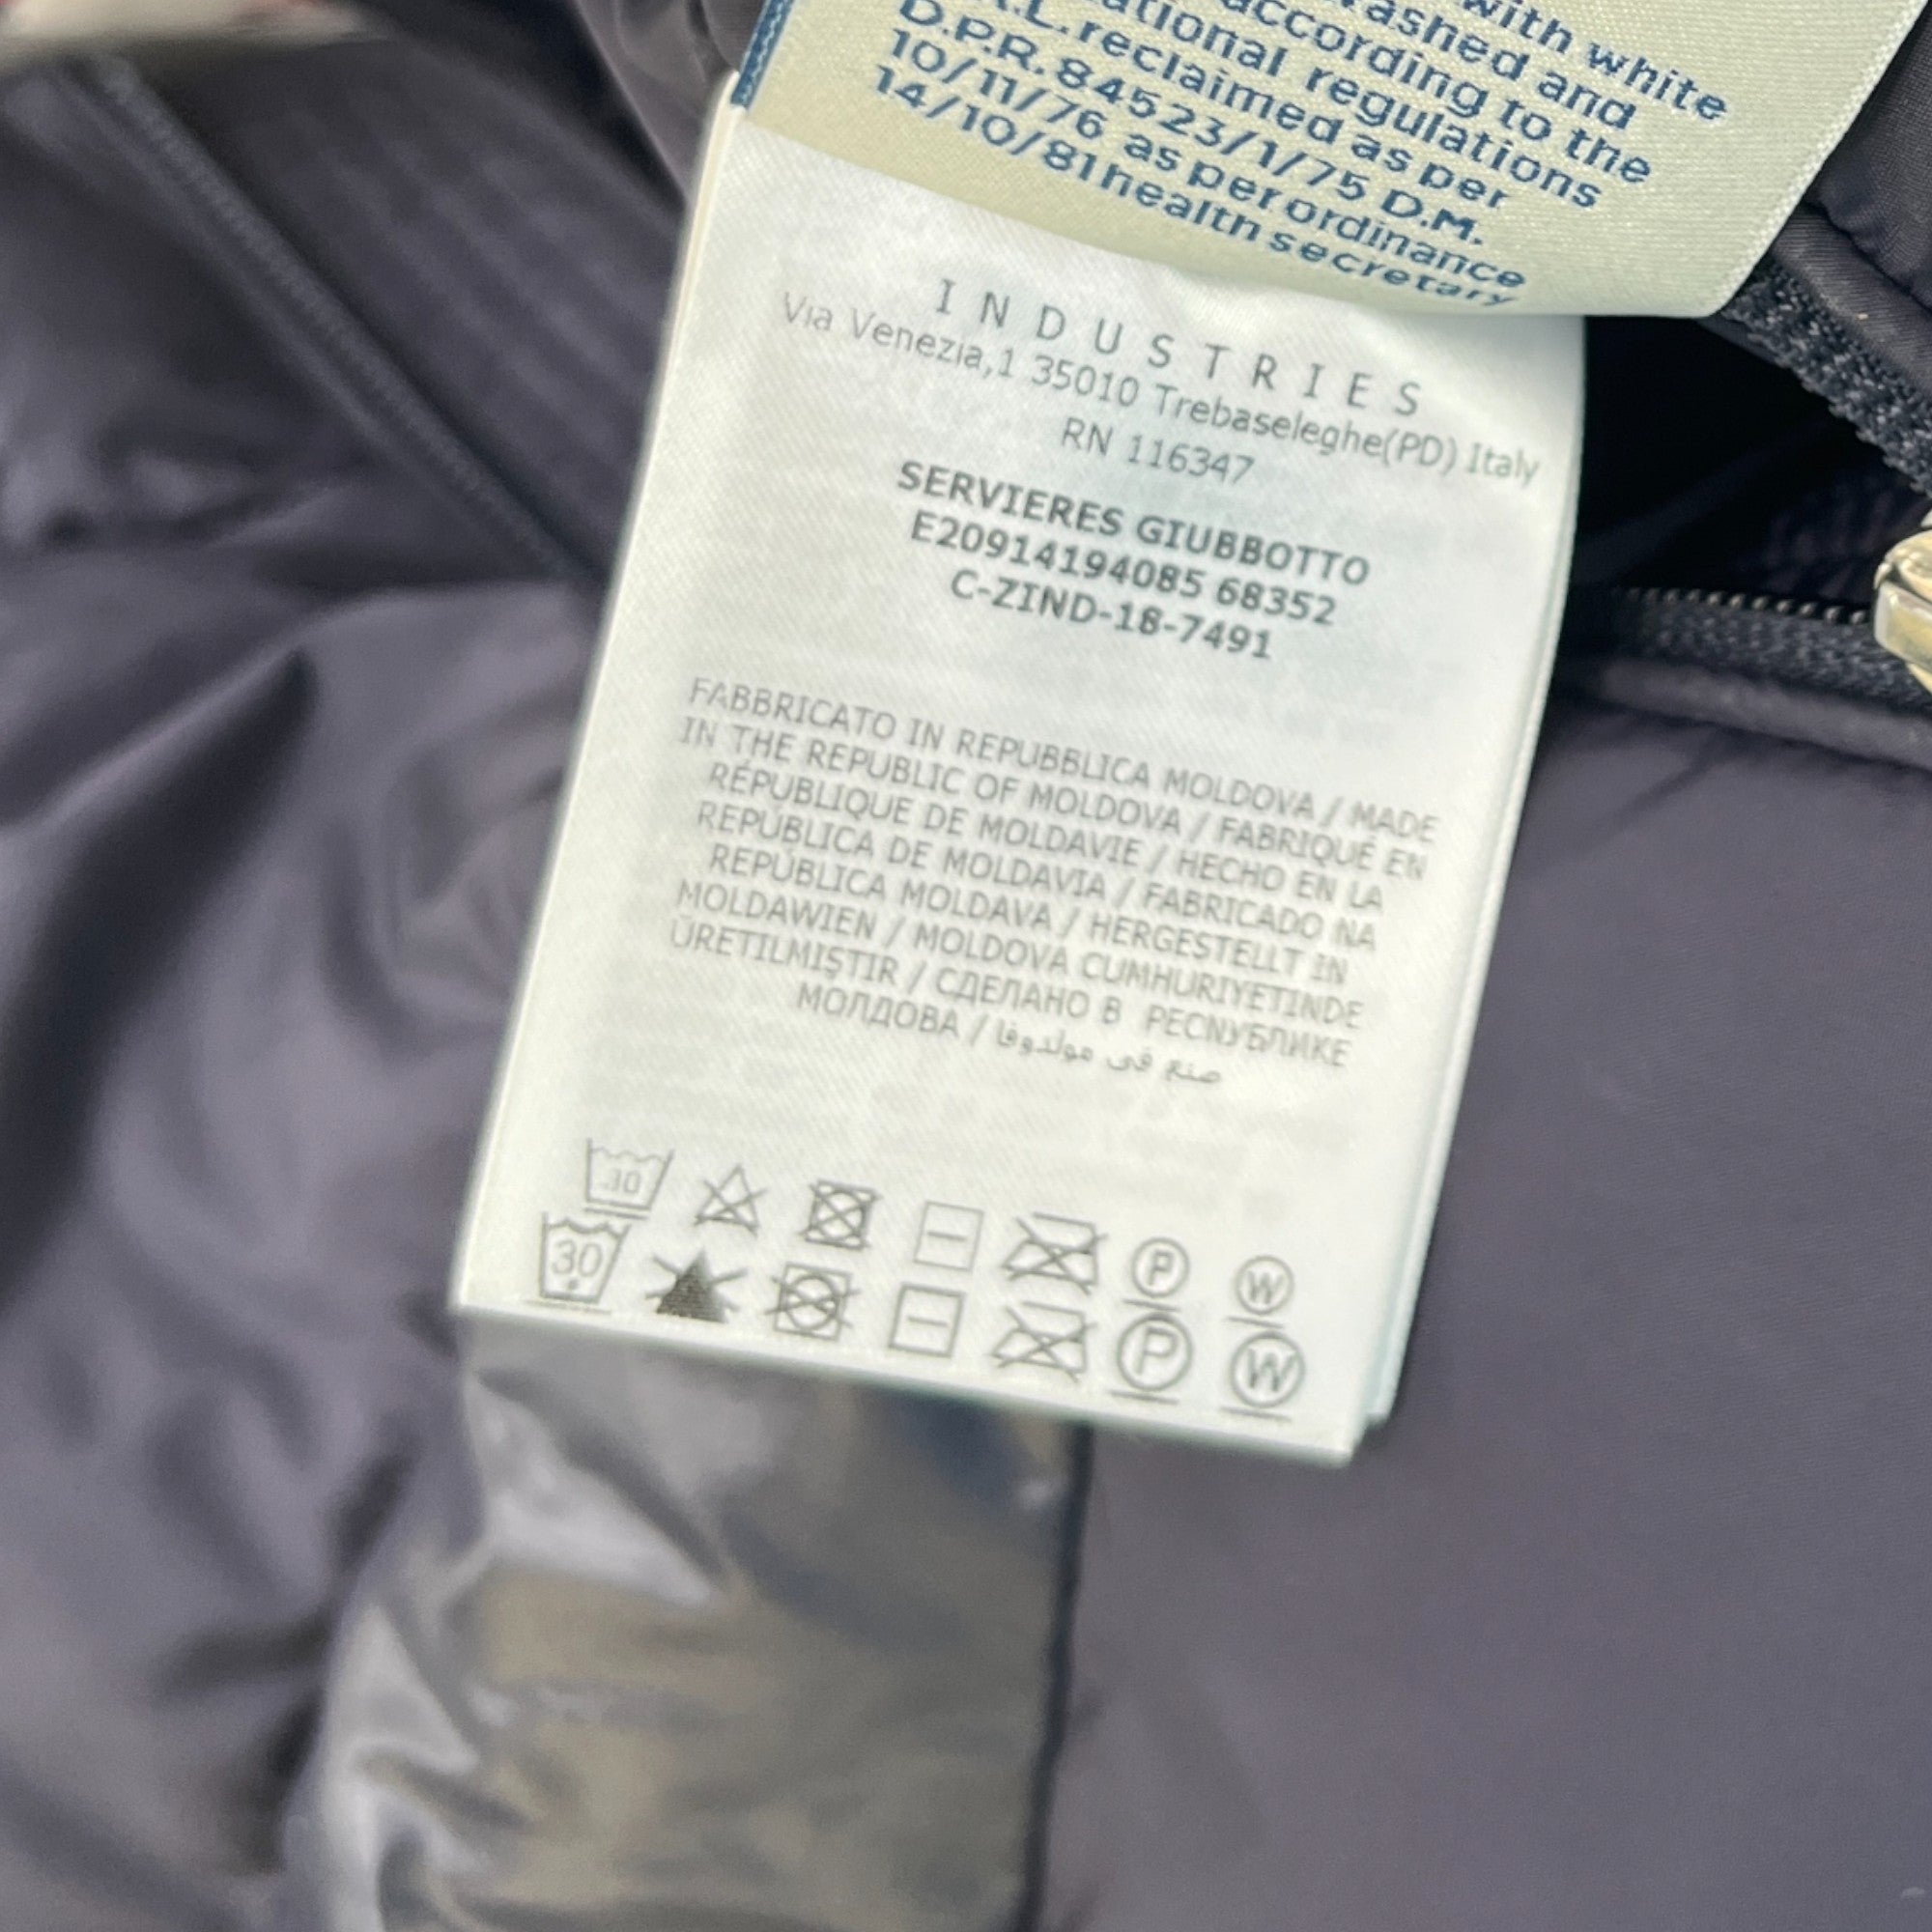 with white
washed and
according to the
ational regulations
R.L. reclaimed as per
D.P.R. 84523/1/75 D.M.
10/11/76 as per ordinance
14/10/81 health secretary
INDUSTRIES
Via Venezia,1 35010 Trebaseleghe(PD) Italy
RN 116347
SERVIERES GIUBBOTTO
E20914194085 68352
C-ZIND-18-7491
FABBRICATO IN REPUBBLICA MOLDOVA / MADE
IN THE REPUBLIC OF MOLDOVA / FABRIQUÉ EN
RÉPUBLIQUE DE MOLDAVIE / HECHO EN LA
REPÚBLICA DE MOLDAVIA / FABRICADO NA
REPÚBLICA MOLDAVA / HERGESTELLT IN
MOLDAWIEN / MOLDOVA CUMHURIYETINDE
ÜRETILMIŞTIR / СДЕЛАНО В РЕСПУБЛИКЕ
МОЛДОВА / صنع في مولدوفا
30 P W
30 P W